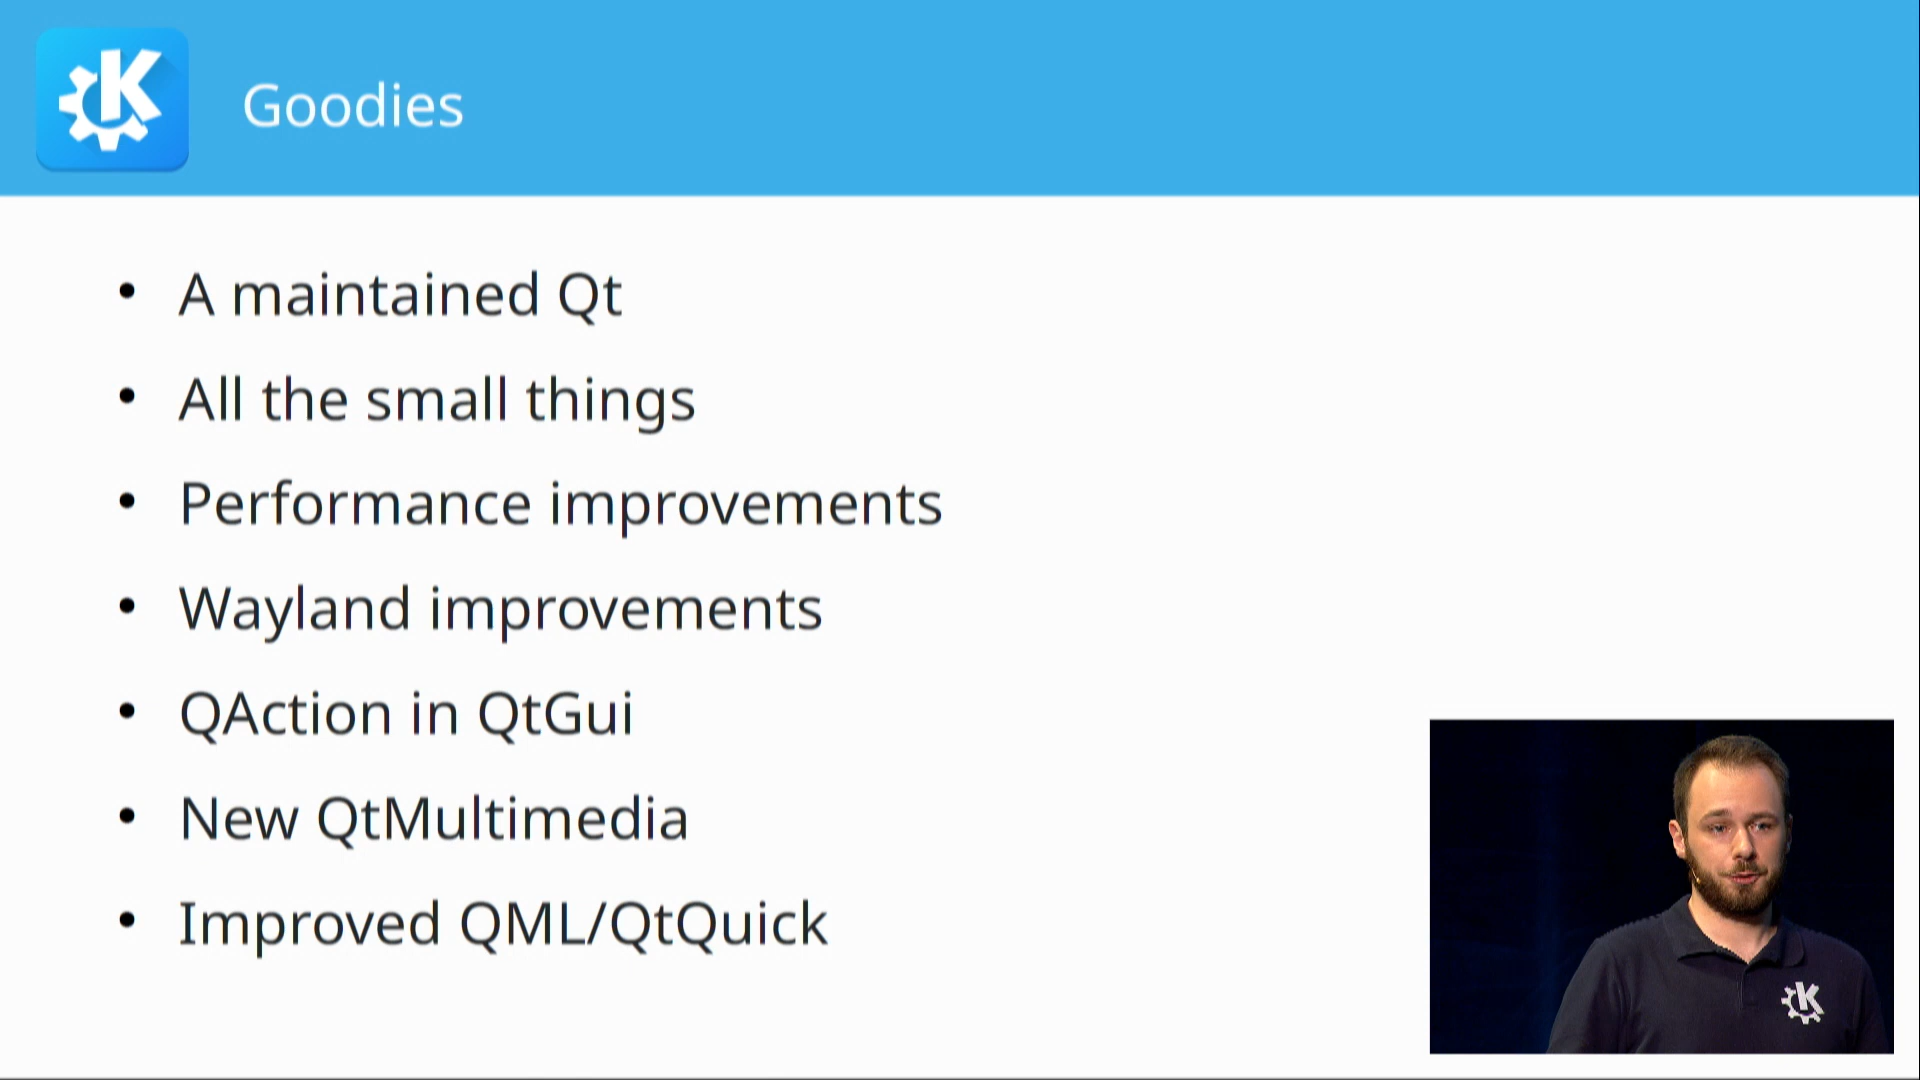 Goodies
A maintained Qt
All the small things
Performance improvements
Wayland improvements
QAction in QtGui
New QtMultimedia
Improved QML/QtQuick